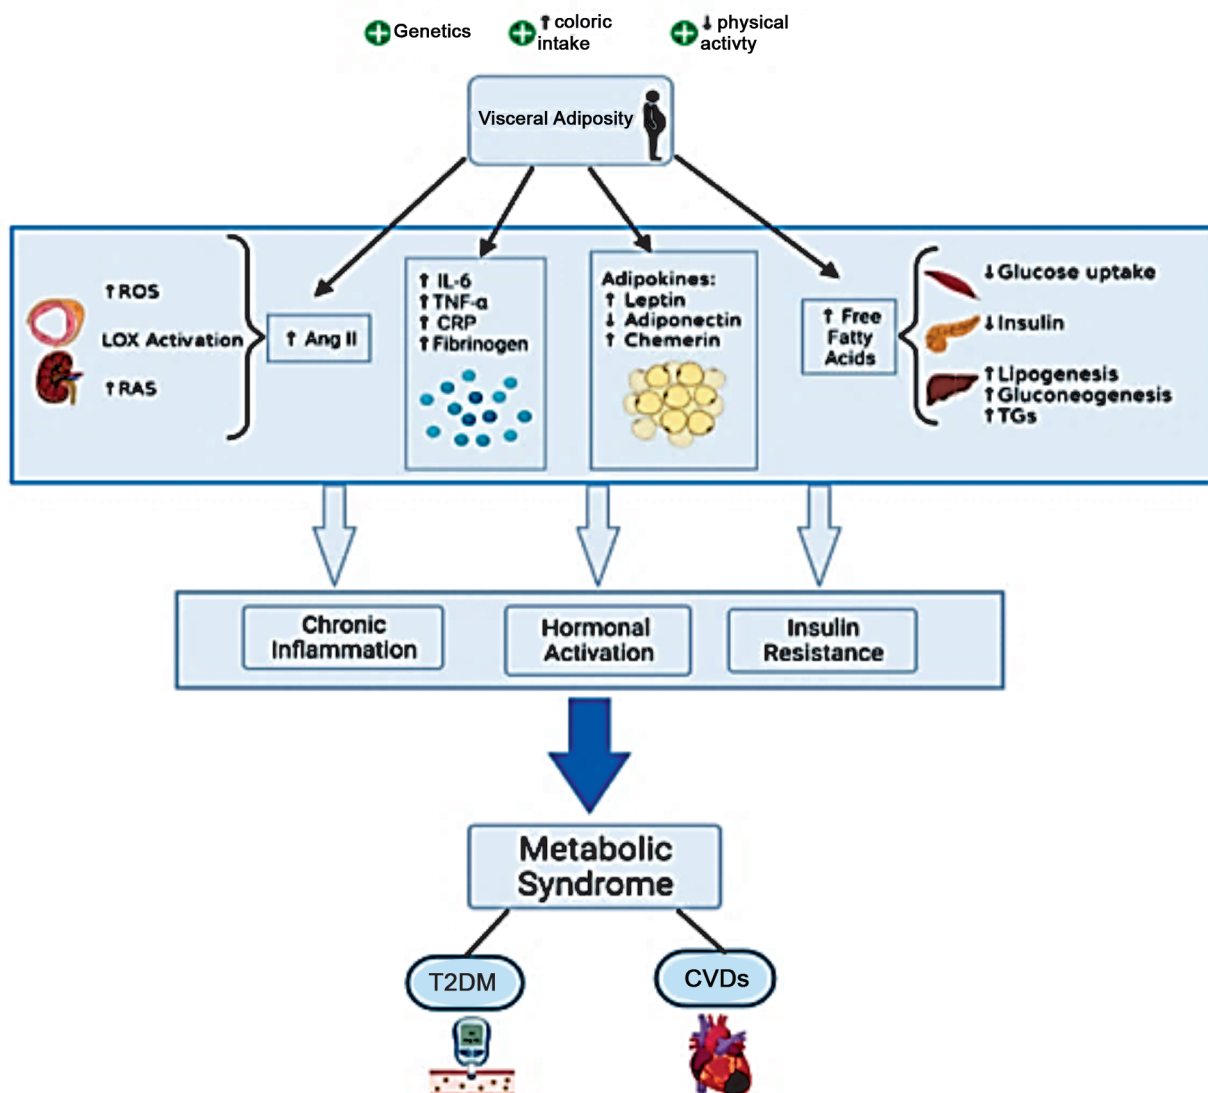 Genetics
↑ coloric
intake
↓ physical
activty
Visceral Adiposity
↑ROS
LOX Activation
↑RAS
↑ Ang II
↑ IL-6
↑TNF-α
↑ CRP
↑Fibrinogen
Adipokines:
↑ Leptin
↓ Adiponectin
↑ Chemerin
↑ Free
Fatty
Acids
↓Glucose uptake
↓Insulin
↑Lipogenesis
↑Gluconeogenesis
↑TGs
Chronic
Inflammation
Hormonal
Activation
Insulin
Resistance
Metabolic
Syndrome
T2DM
CVDs